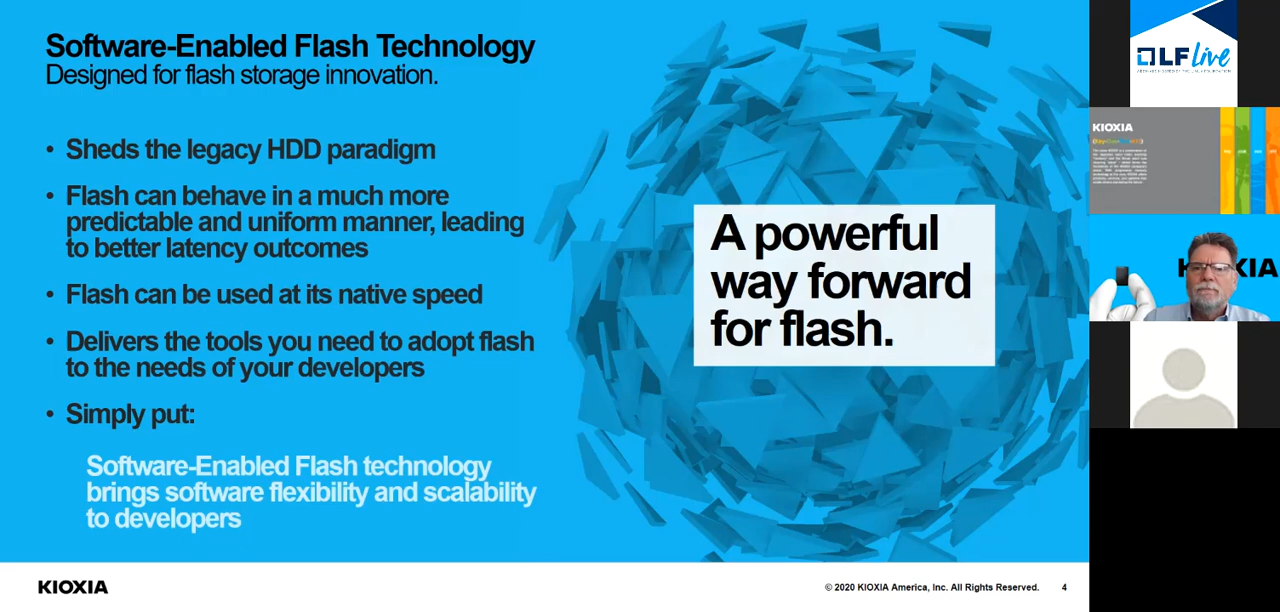 Software-Enabled Flash Technology
Designed for flash storage innovation.
• Sheds the legacy HDD paradigm
• Flash can behave in a much more
predictable and uniform manner, leading
to better latency outcomes
• Flash can be used at its native speed
• Delivers the tools you need to adopt flash
to the needs of your developers
• Simply put:
Software-Enabled Flash technology
brings software flexibility and scalability
to developers
A powerful
way forward
for flash.
KIOXIA
© 2020 KIOXIA America, Inc. All Rights Reserved. 4
LF live
KIOXIA